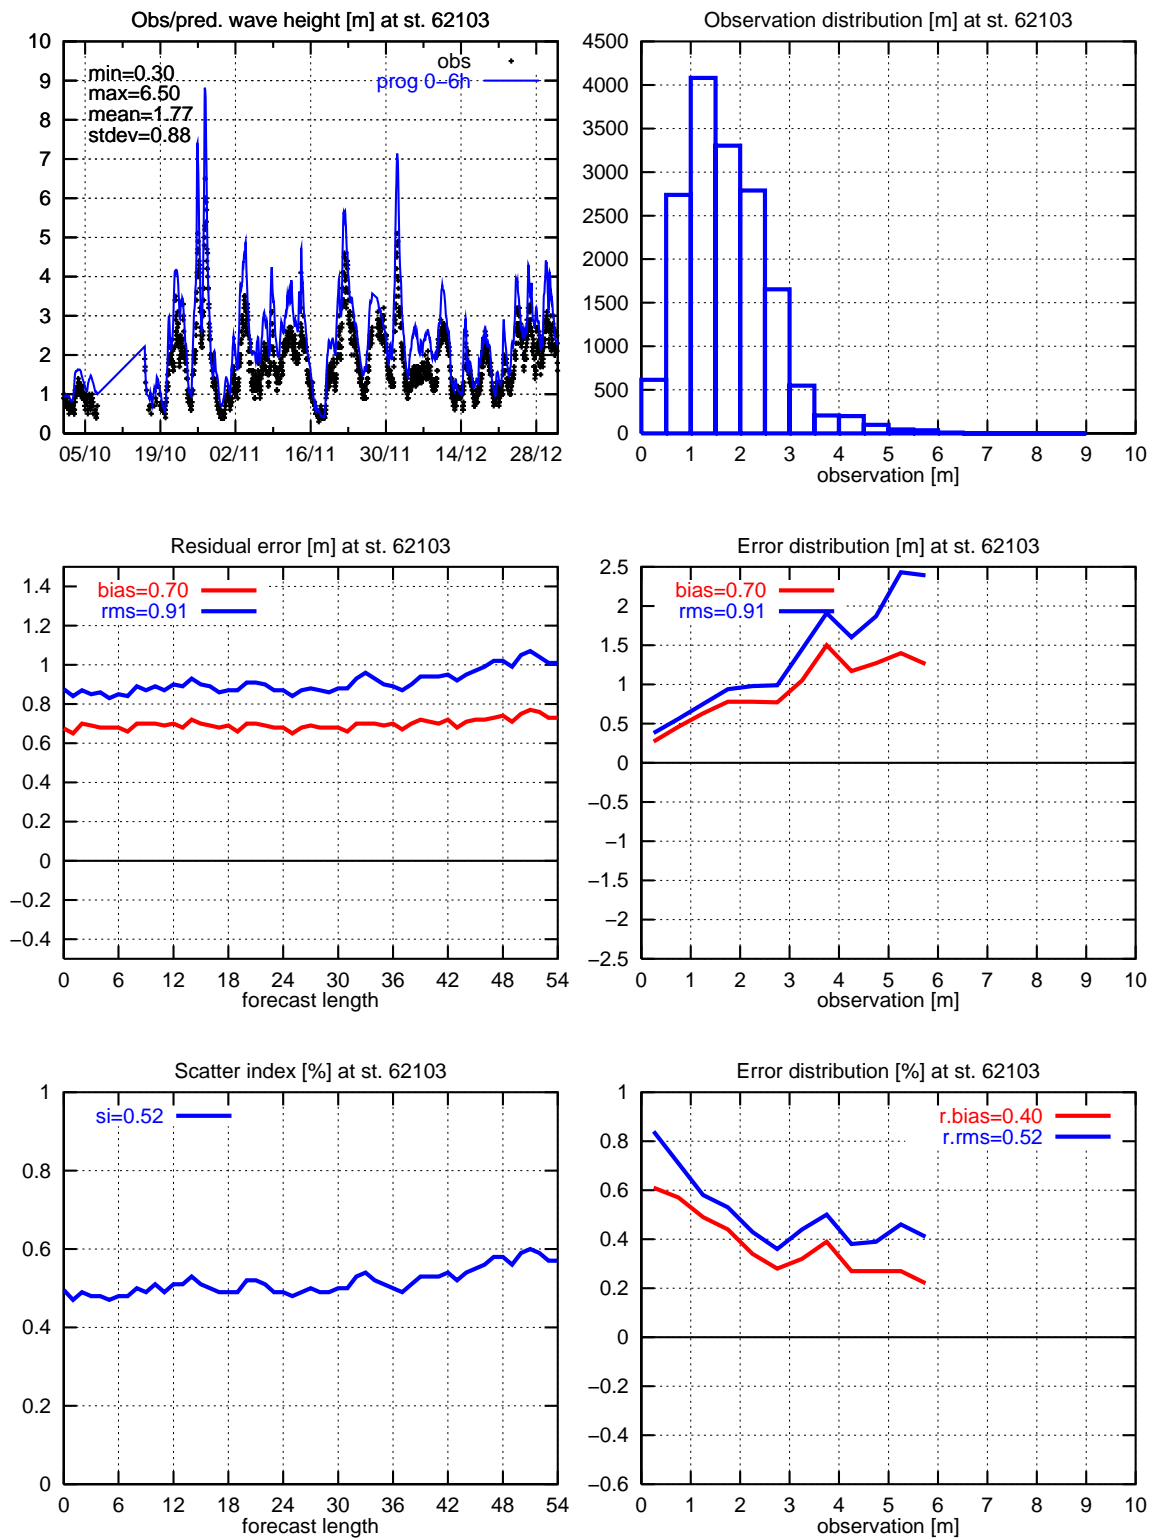 Obs/pred. wave height [m] at st. 62103
10
9
8
7
6
5
4
3
2
1
0
min=0.30
max=6.50
mean=1.77
stdev=0.88
obs
prog 0−6h
05/10 19/10 02/11 16/11 30/11 14/12 28/12
Observation distribution [m] at st. 62103
4500
4000
3500
3000
2500
2000
1500
1000
500
0
0 1 2 3 4 5 6 7 8 9 10
observation [m]
Residual error [m] at st. 62103
bias=0.70
rms=0.91
1.4
1.2
1
0.8
0.6
0.4
0.2
0
−0.2
−0.4
0 6 12 18 24 30 36 42 48 54
forecast length
Error distribution [m] at st. 62103
bias=0.70
rms=0.91
2.5
2
1.5
1
0.5
0
−0.5
−1
−1.5
−2
−2.5
0 1 2 3 4 5 6 7 8 9 10
observation [m]
Scatter index [%] at st. 62103
si=0.52
1
0.8
0.6
0.4
0.2
0
0 6 12 18 24 30 36 42 48 54
forecast length
Error distribution [%] at st. 62103
r.bias=0.40
r.rms=0.52
1
0.8
0.6
0.4
0.2
0
−0.2
−0.4
−0.6
0 1 2 3 4 5 6 7 8 9 10
observation [m]